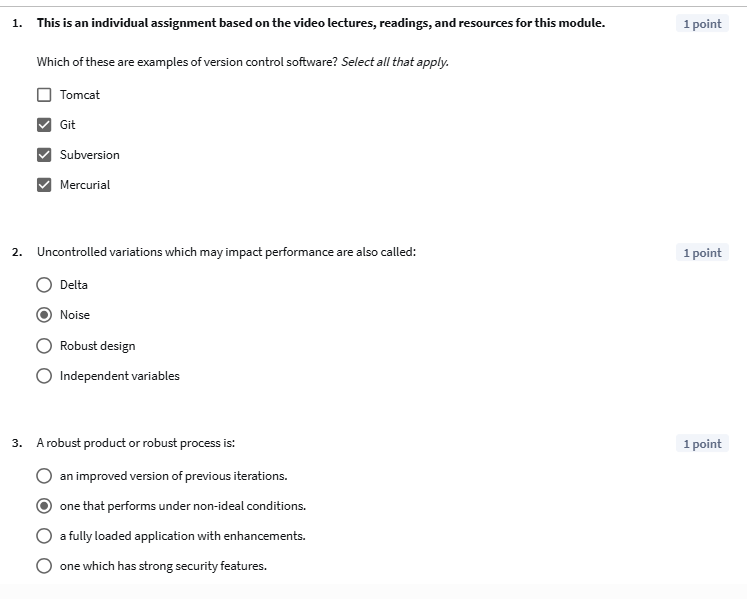 1. This is an individual assignment based on the video lectures, readings, and resources for this module. 1 point
Which of these are examples of version control software? Select all that apply.
Tomcat
Git
Subversion
Mercurial
2. Uncontrolled variations which may impact performance are also called: 1 point
Delta
Noise
Robust design
Independent variables
3. A robust product or robust process is: 1 point
an improved version of previous iterations.
one that performs under non-ideal conditions.
a fully loaded application with enhancements.
one which has strong security features.